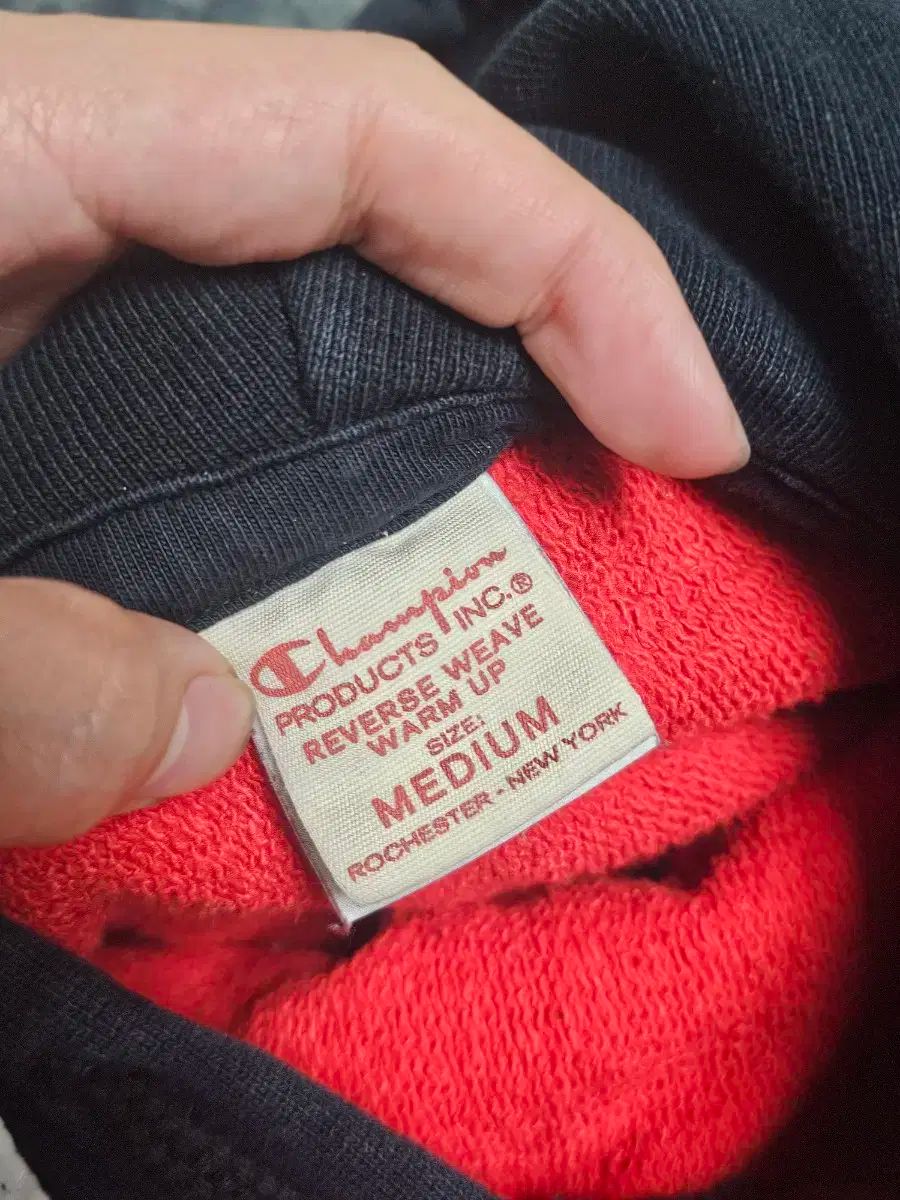 Champion
PRODUCTS INC.®
REVERSE WEAVE
WARM UP
SIZE:
MEDIUM
ROCHESTER - NEW YORK